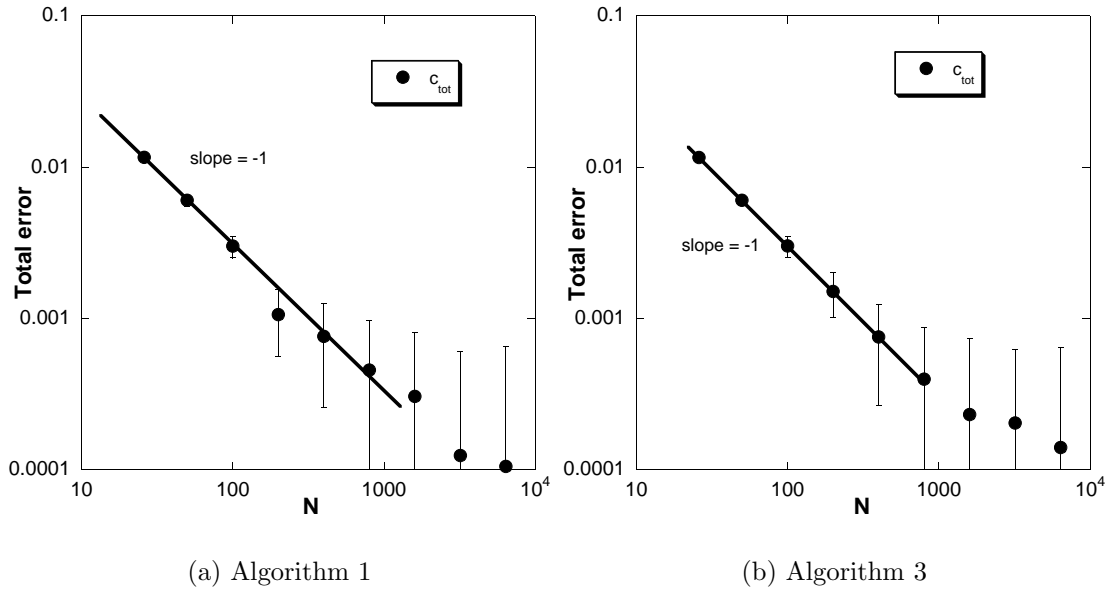 0.1
0.01
0.001
0.0001
10
100
1000
10^4
Total error
N
c_tot
slope = -1
(a) Algorithm 1
0.1
0.01
0.001
0.0001
10
100
1000
10^4
Total error
N
c_tot
slope = -1
(b) Algorithm 3